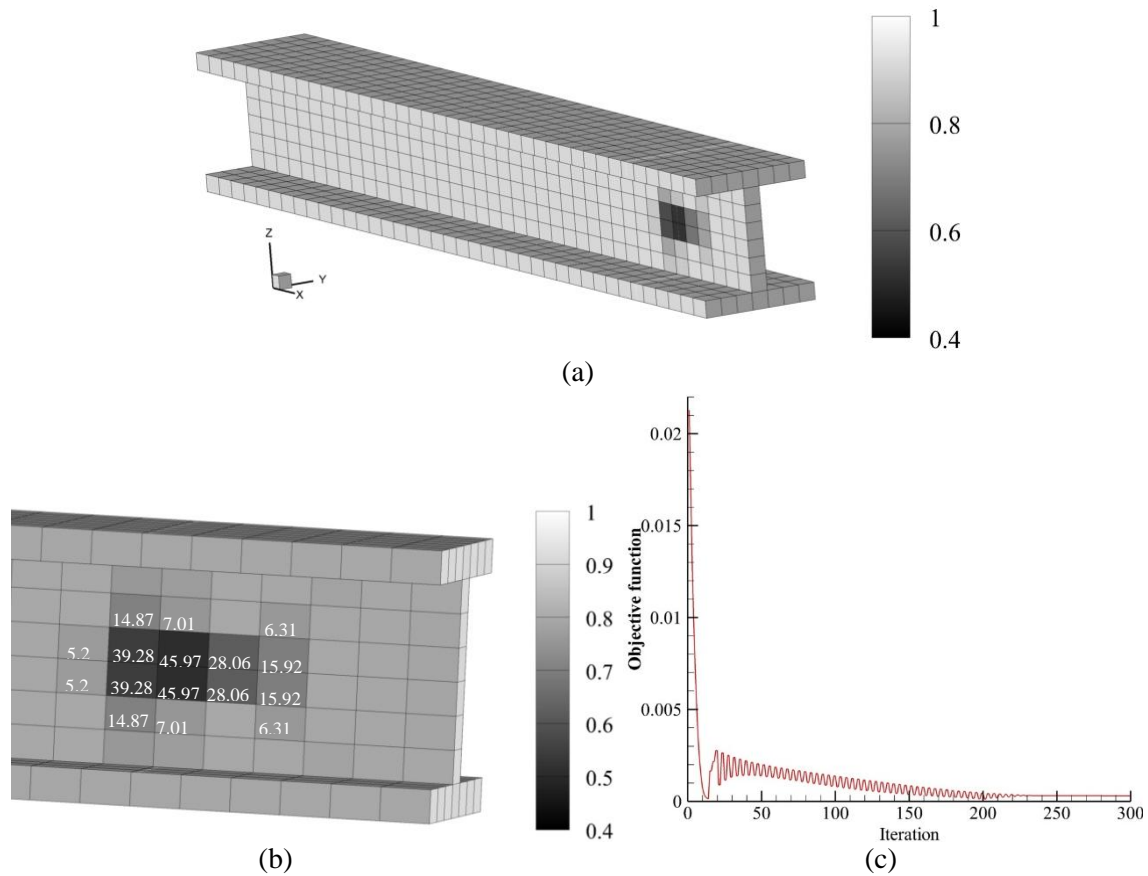 1
0.8
0.6
0.4
Z
Y
X
(a)
1
0.9
0.8
0.7
0.6
0.5
0.4
14.87 7.01 6.31
5.2 39.28 45.97 28.06 15.92
5.2 39.28 45.97 28.06 15.92
14.87 7.01 6.31
(b)
Objective function
0.02
0.015
0.01
0.005
0
0 50 100 150 200 250 300
Iteration
(c)